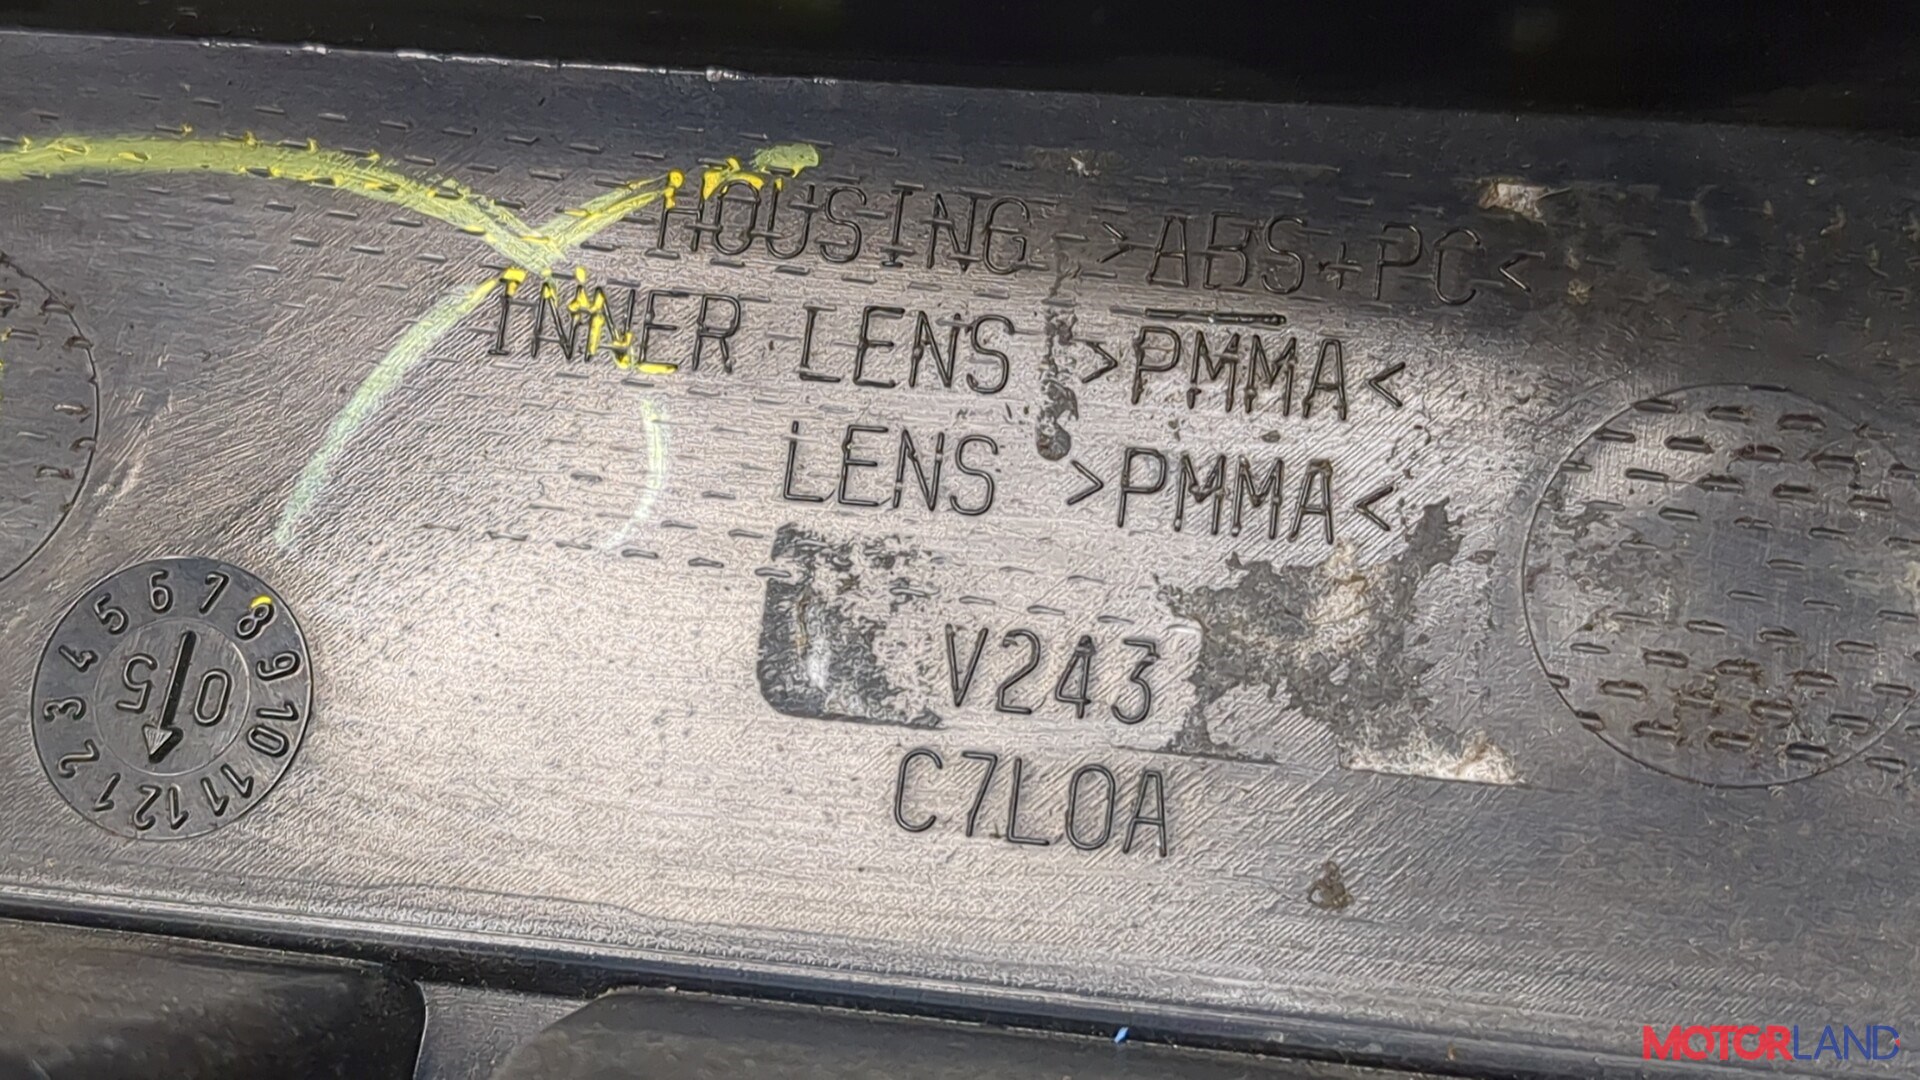 HOUSING >ABS+PC<
INNER LENS >PMMA<
LENS >PMMA<
V243
C7L0A
1 2 3 4 5 6 7 8 9 10 11 12
05
MOTORLAND